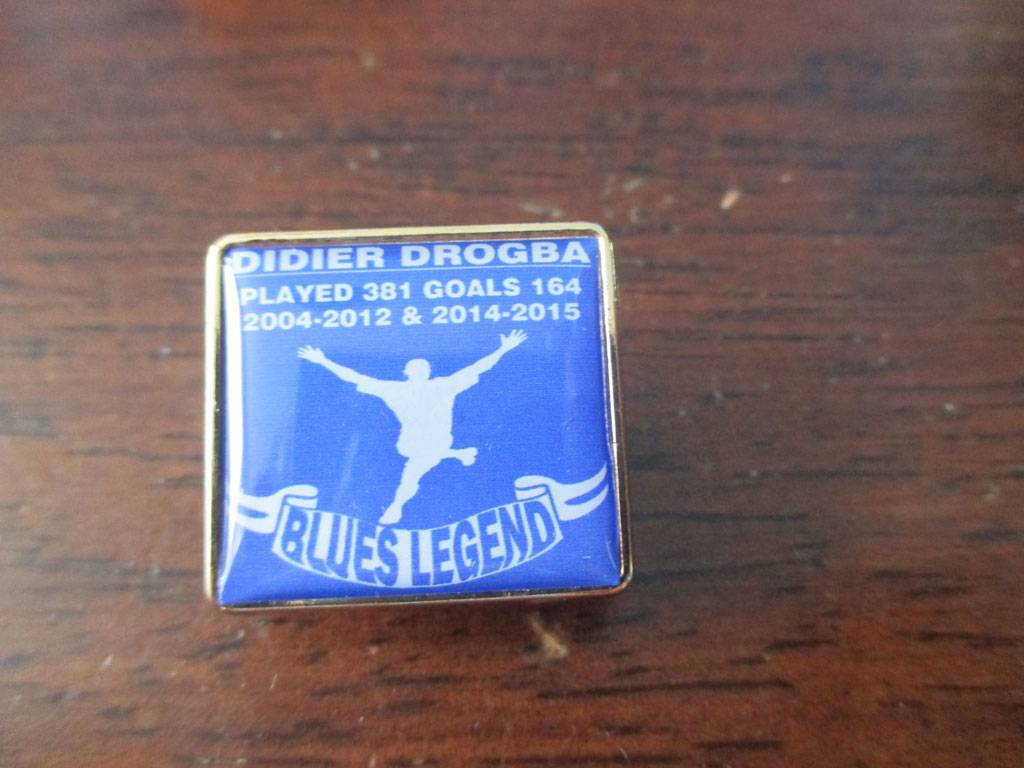 DIDIER DROGBA
PLAYED 381 GOALS 164
2004-2012 & 2014-2015
BLUES LEGEND